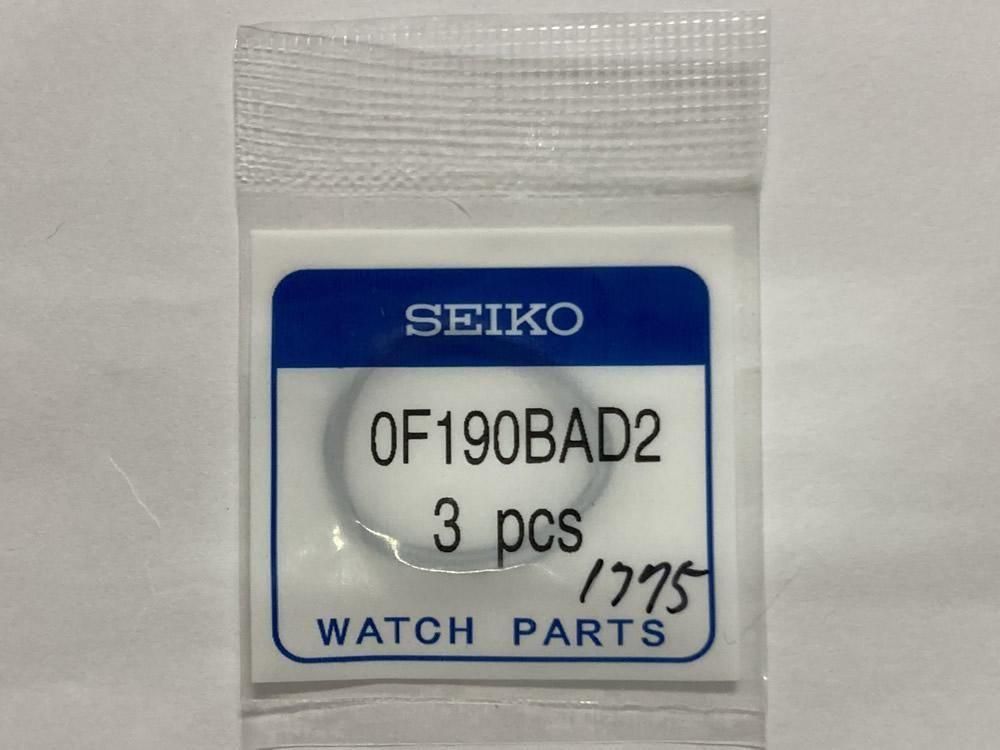 SEIKO
0F190BAD2
3 pcs
1775
WATCH PARTS